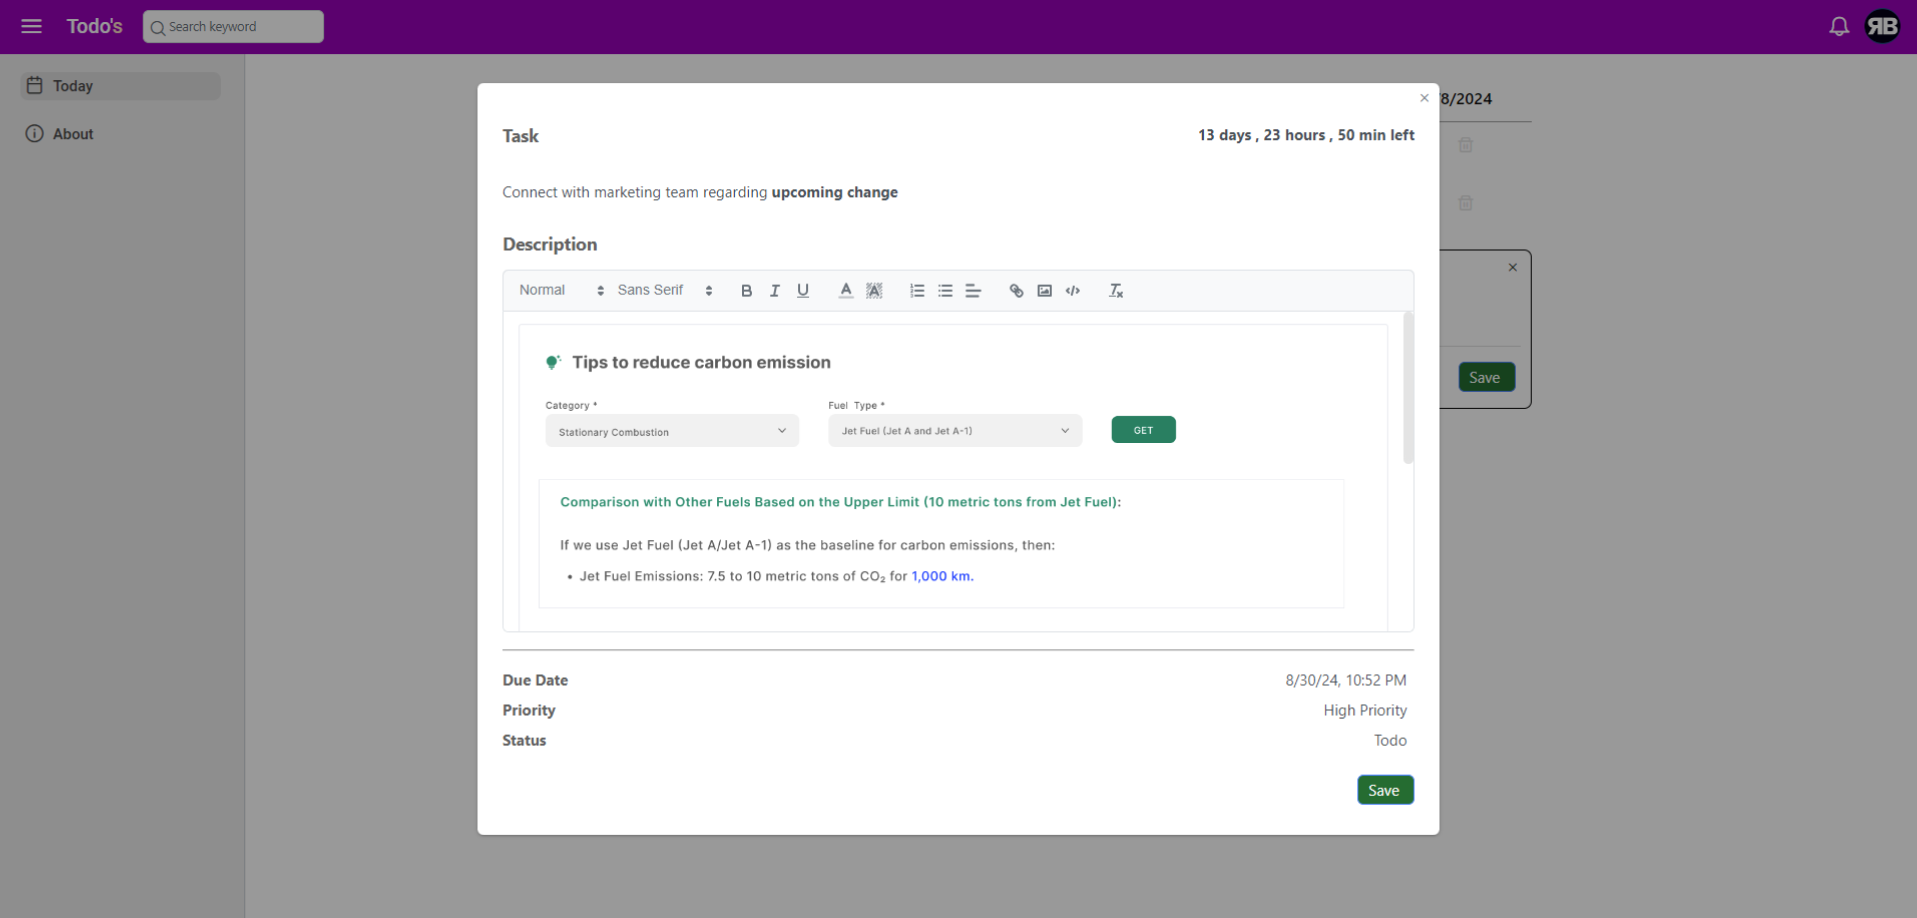 Todo's
Search keyword
RB
Today
About
/8/2024
Task
13 days , 23 hours , 50 min left
Connect with marketing team regarding upcoming change
Description
Normal
Sans Serif
Tips to reduce carbon emission
Category *
Fuel Type *
Stationary Combustion
Jet Fuel (Jet A and Jet A-1)
GET
Save
Comparison with Other Fuels Based on the Upper Limit (10 metric tons from Jet Fuel):
If we use Jet Fuel (Jet A/Jet A-1) as the baseline for carbon emissions, then:
• Jet Fuel Emissions: 7.5 to 10 metric tons of CO₂ for 1,000 km.
Due Date
8/30/24, 10:52 PM
Priority
High Priority
Status
Todo
Save